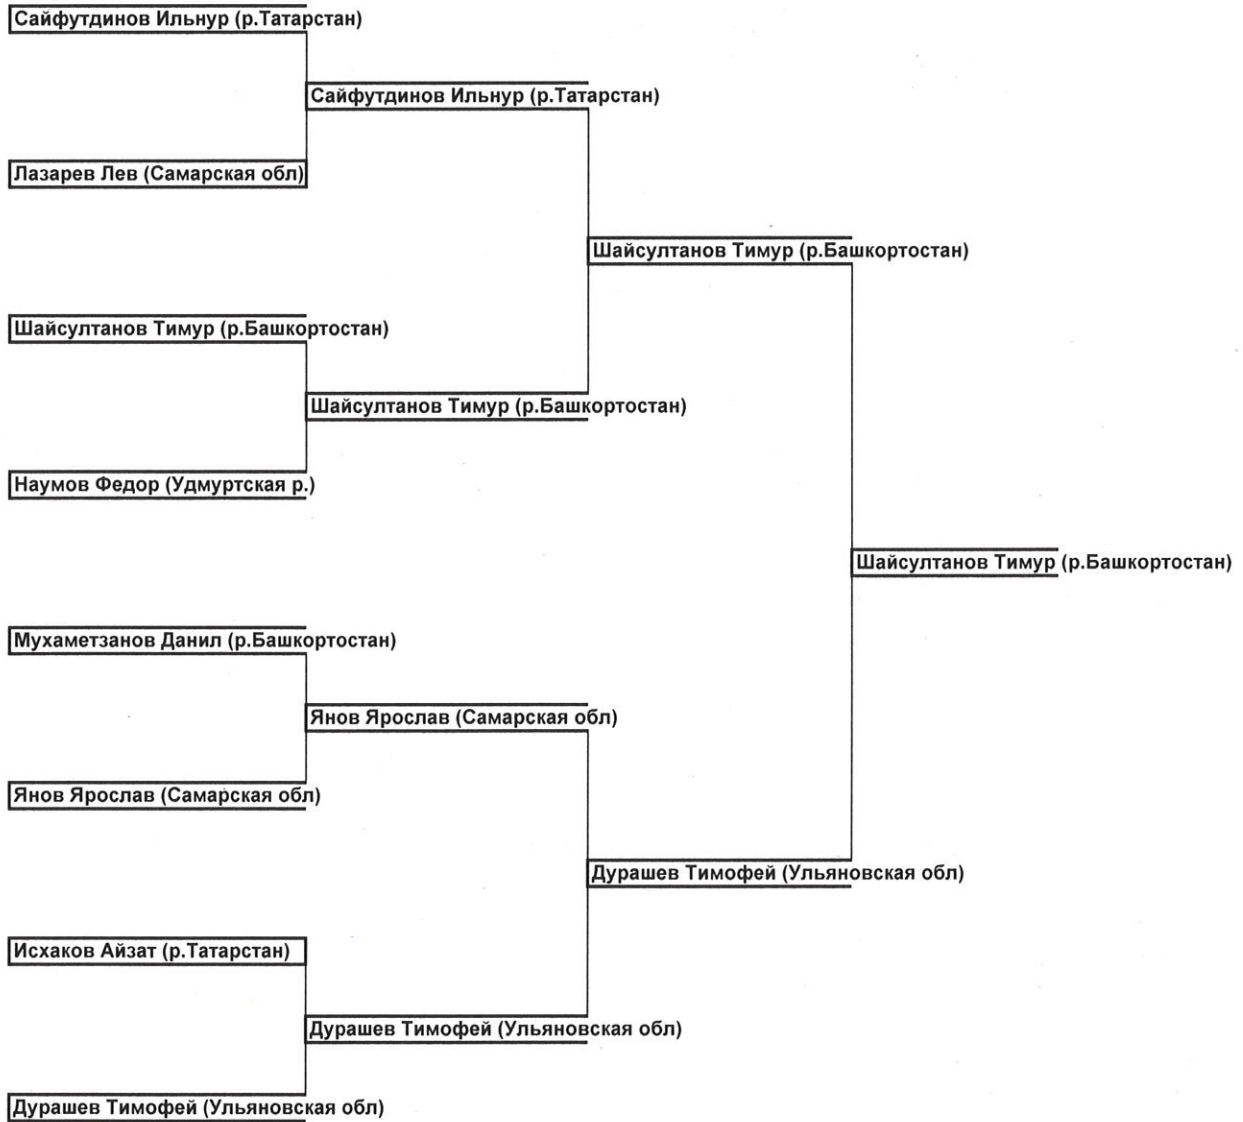 Сайфутдинов Ильнур (р.Татарстан)
Сайфутдинов Ильнур (р.Татарстан)
Лазарев Лев (Самарская обл)
Шайсултанов Тимур (р.Башкортостан)
Шайсултанов Тимур (р.Башкортостан)
Шайсултанов Тимур (р.Башкортостан)
Наумов Федор (Удмуртская р.)
Шайсултанов Тимур (р.Башкортостан)
Мухаметзанов Данил (р.Башкортостан)
Янов Ярослав (Самарская обл)
Янов Ярослав (Самарская обл)
Дурашев Тимофей (Ульяновская обл)
Исхаков Айзат (р.Татарстан)
Дурашев Тимофей (Ульяновская обл)
Дурашев Тимофей (Ульяновская обл)